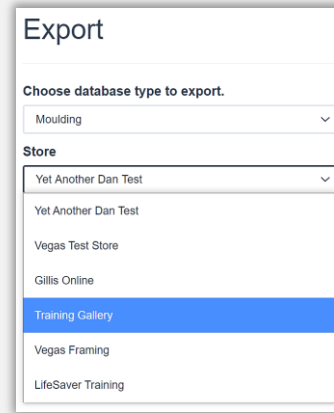 Export
Choose database type to export.
Moulding
Store
Yet Another Dan Test
Yet Another Dan Test
Vegas Test Store
Gillis Online
Training Gallery
Vegas Framing
LifeSaver Training